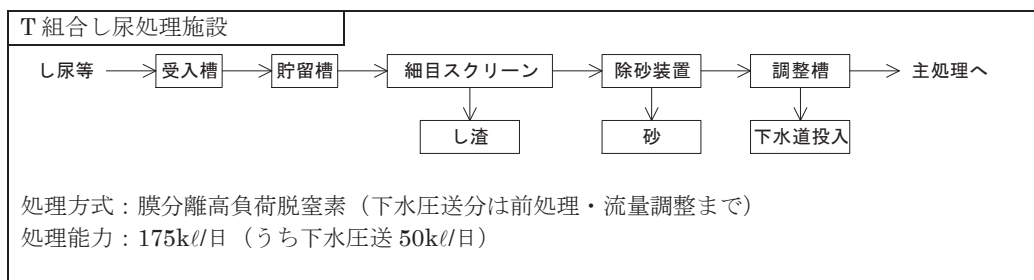 T組合し尿処理施設
し尿等 受入槽 貯留槽 細目スクリーン 除砂装置 調整槽 主処理へ
し渣 砂 下水道投入
処理方式：膜分離高負荷脱窒素（下水圧送分は前処理・流量調整まで）
処理能力：175kℓ/日（うち下水圧送 50kℓ/日）